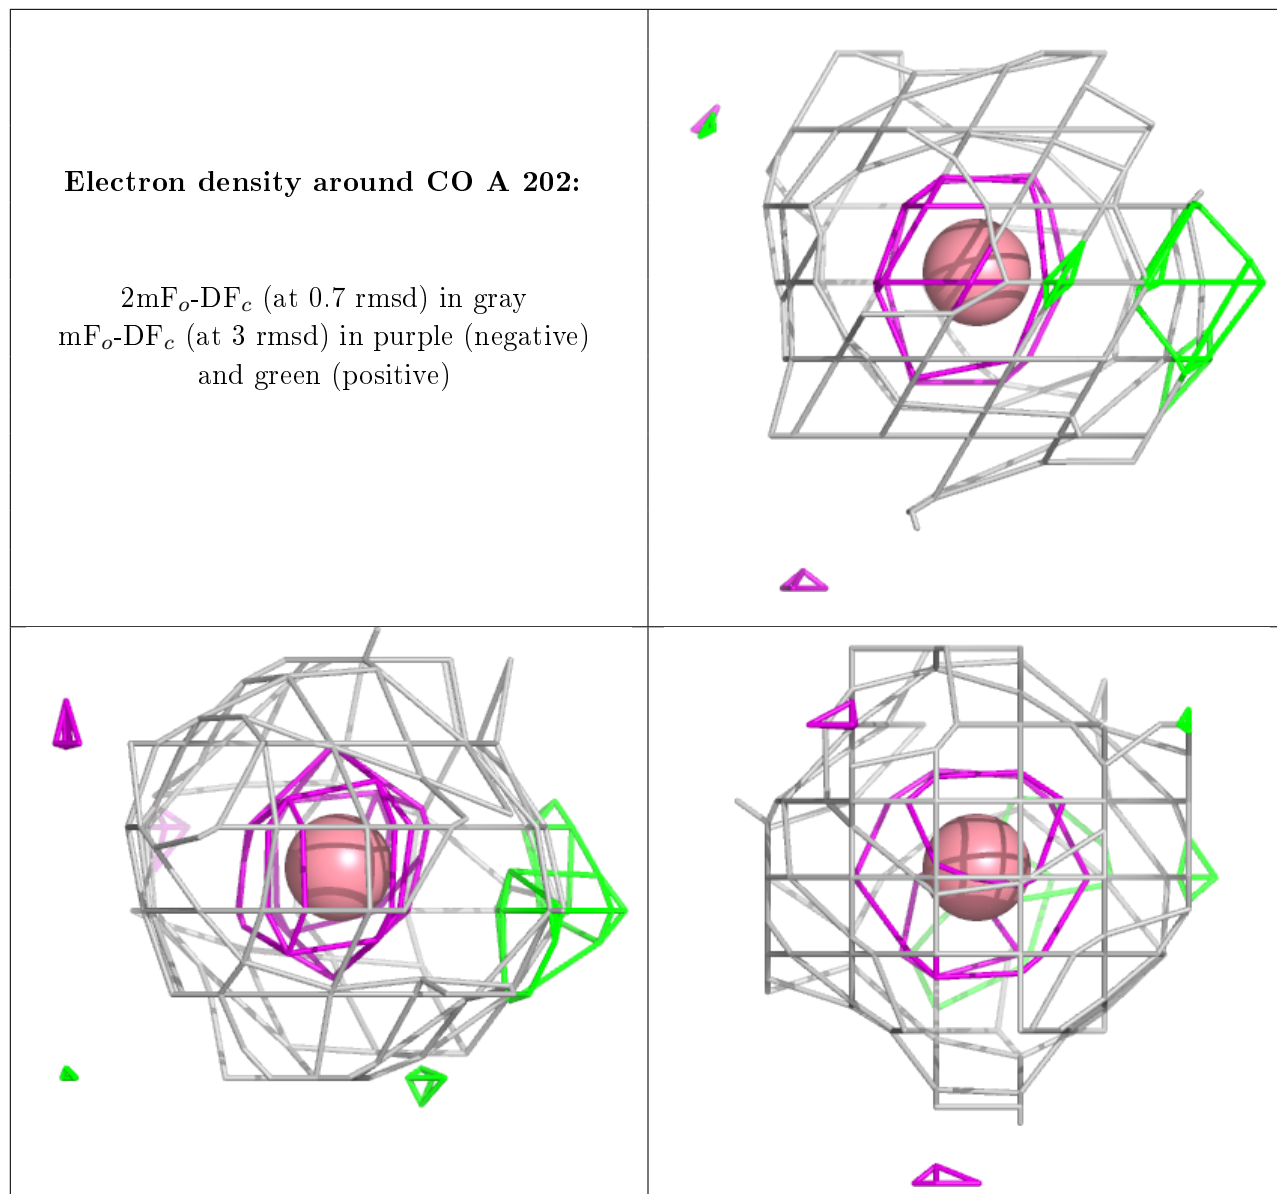 Electron density around CO A 202:
2mFo-DFc (at 0.7 rmsd) in gray
mFo-DFc (at 3 rmsd) in purple (negative)
and green (positive)